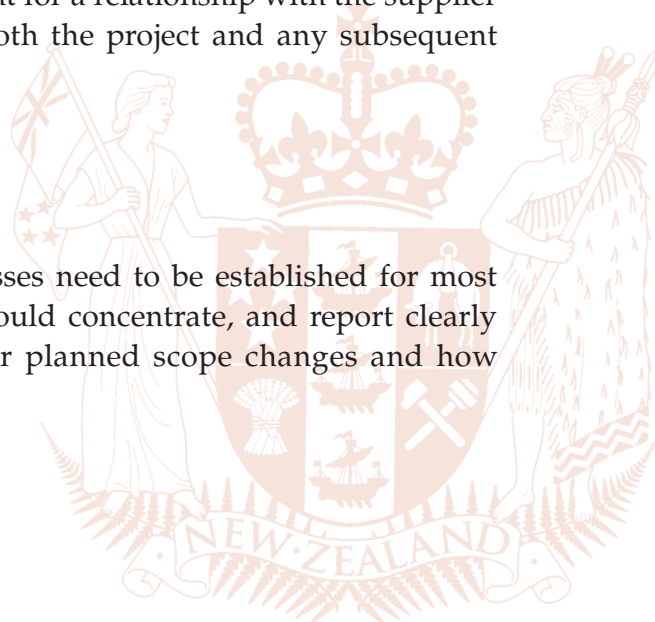 t for a relationship with the supplier
oth the project and any subsequent
sses need to be established for most
ould concentrate, and report clearly
r planned scope changes and how
NEW·ZEALAND